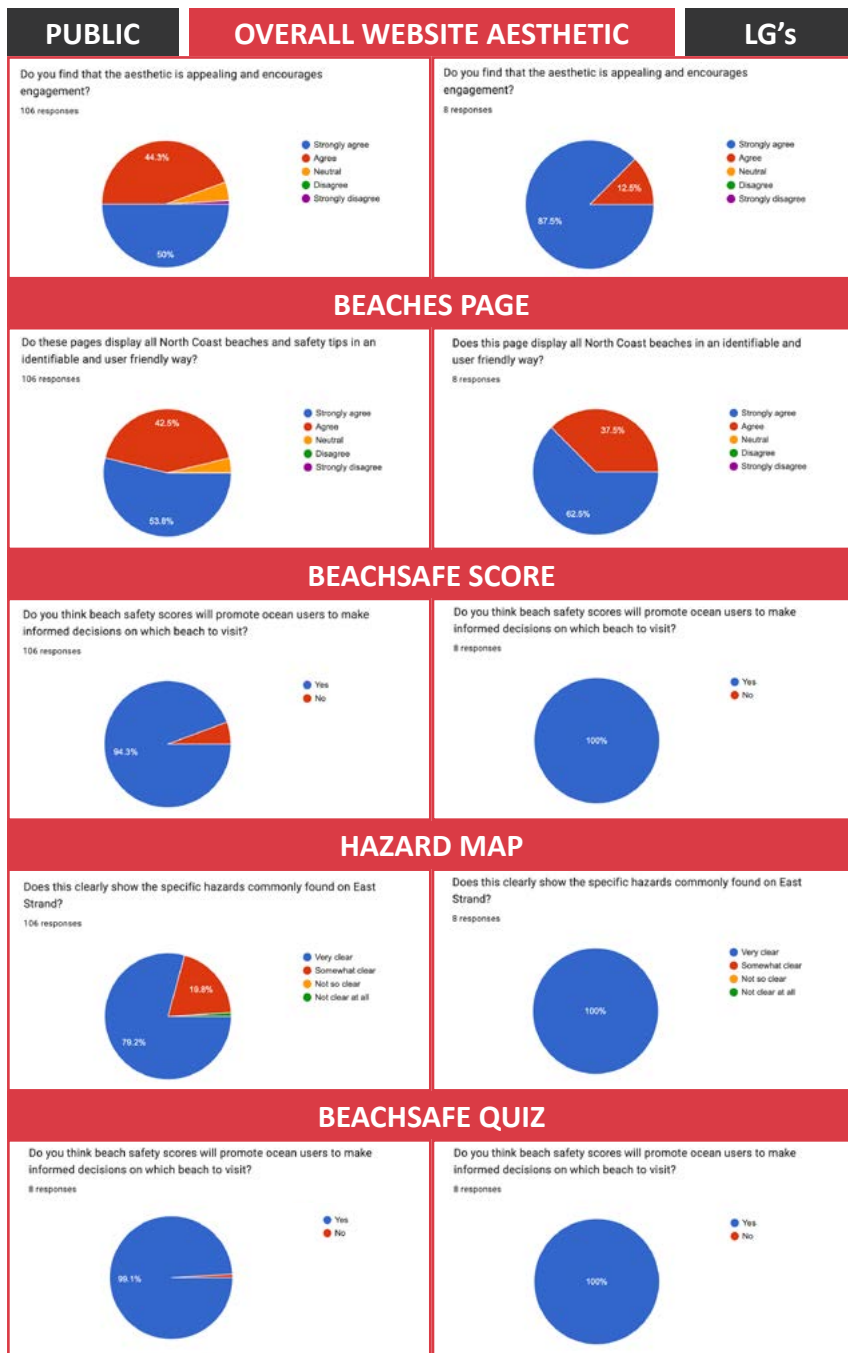 PUBLIC
OVERALL WEBSITE AESTHETIC
LG's
Do you find that the aesthetic is appealing and encourages
engagement?
106 responses
44.3%
50%
Strongly agree
Agree
Neutral
Disagree
Strongly disagree
Do you find that the aesthetic is appealing and encourages
engagement?
8 responses
12.5%
87.5%
Strongly agree
Agree
Neutral
Disagree
Strongly disagree
BEACHES PAGE
Do these pages display all North Coast beaches and safety tips in an
identifiable and user friendly way?
106 responses
42.5%
53.8%
Strongly agree
Agree
Neutral
Disagree
Strongly disagree
Does this page display all North Coast beaches in an identifiable and
user friendly way?
8 responses
37.5%
62.5%
Strongly agree
Agree
Neutral
Disagree
Strongly disagree
BEACHSAFE SCORE
Do you think beach safety scores will promote ocean users to make
informed decisions on which beach to visit?
106 responses
94.3%
Yes
No
Do you think beach safety scores will promote ocean users to make
informed decisions on which beach to visit?
8 responses
100%
Yes
No
HAZARD MAP
Does this clearly show the specific hazards commonly found on East
Strand?
106 responses
19.8%
79.2%
Very clear
Somewhat clear
Not so clear
Not clear at all
Does this clearly show the specific hazards commonly found on East
Strand?
8 responses
100%
Very clear
Somewhat clear
Not so clear
Not clear at all
BEACHSAFE QUIZ
Do you think beach safety scores will promote ocean users to make
informed decisions on which beach to visit?
8 responses
99.1%
Yes
No
Do you think beach safety scores will promote ocean users to make
informed decisions on which beach to visit?
8 responses
100%
Yes
No